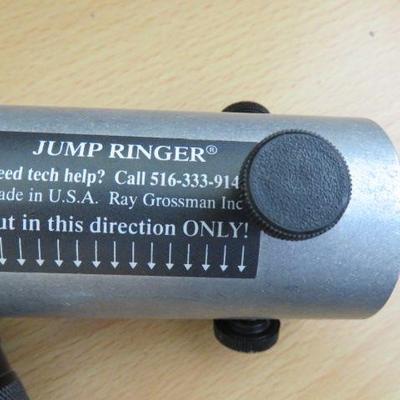 JUMP RINGER®
eed tech help? Call 516-333-914
ade in U.S.A. Ray Grossman Inc
ut in this direction ONLY!